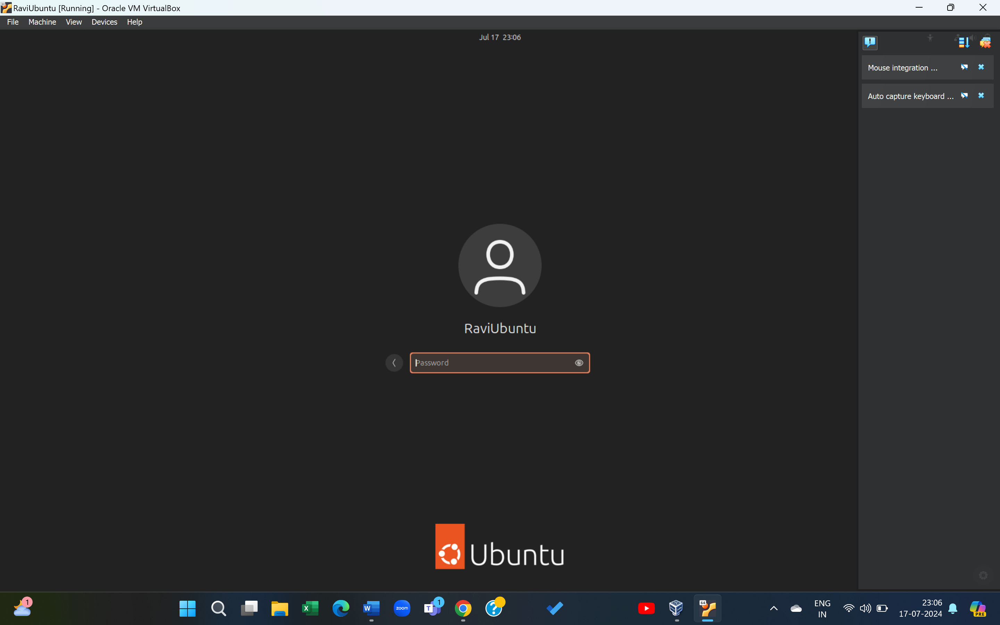 RaviUbuntu [Running] - Oracle VM VirtualBox
File Machine View Devices Help
Jul 17 23:06
Mouse integration ...
Auto capture keyboard ...
RaviUbuntu
Password
Ubuntu
1
X
W
zoom
T
1
?
64
ENG
IN
23:06
17-07-2024
PRE